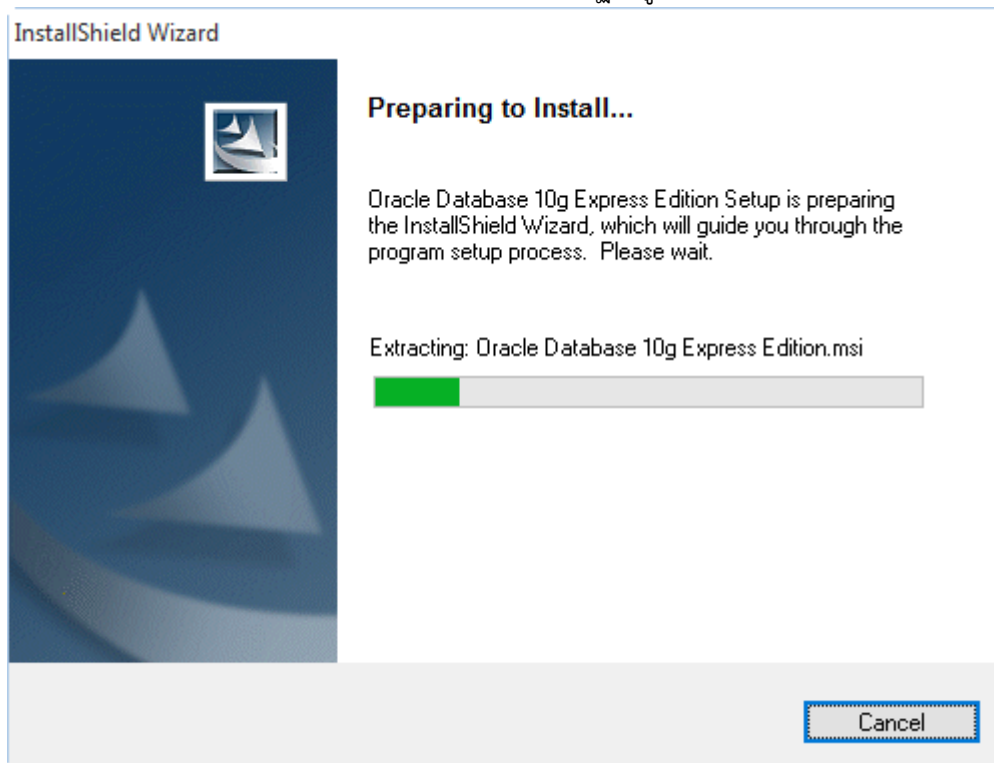 InstallShield Wizard
Preparing to Install...
Oracle Database 10g Express Edition Setup is preparing
the InstallShield Wizard, which will guide you through the
program setup process.  Please wait.
Extracting: Oracle Database 10g Express Edition.msi
Cancel